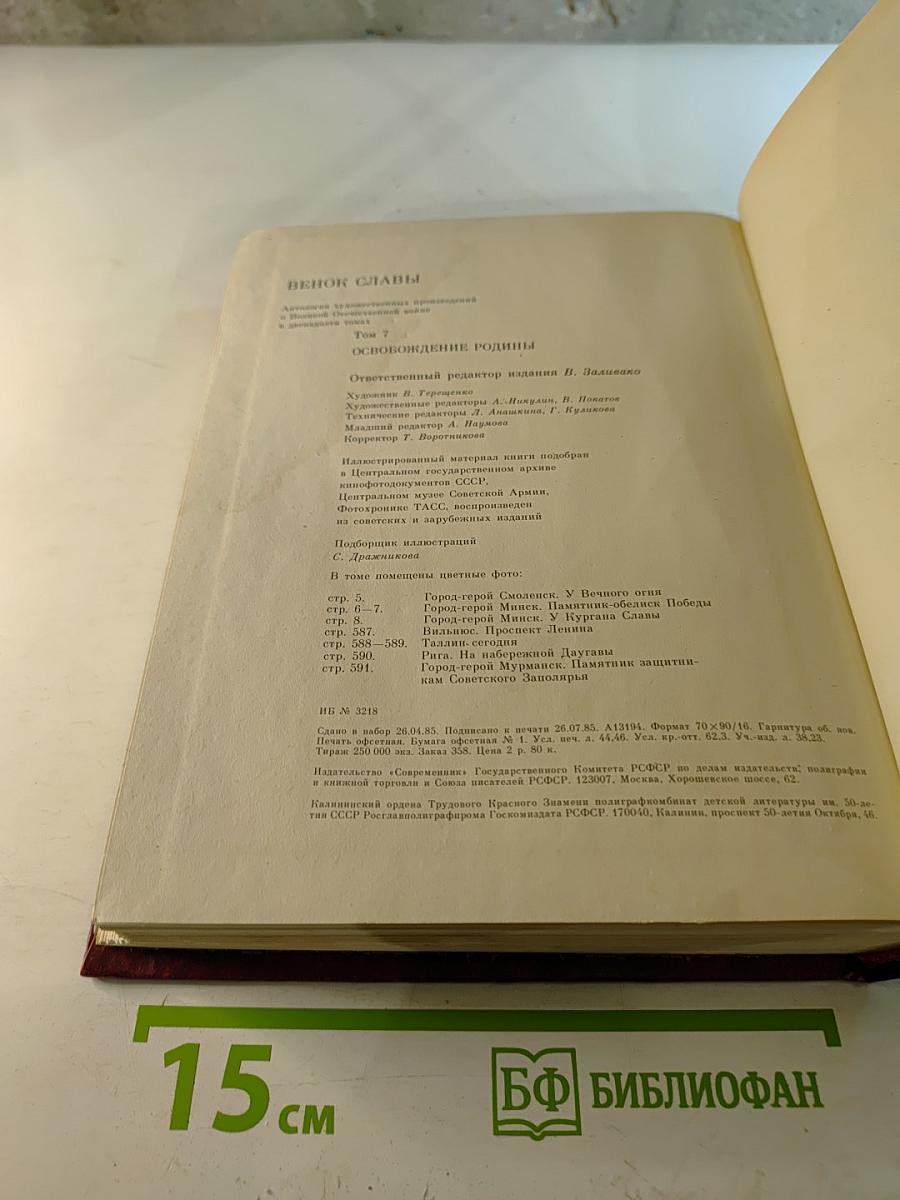 ВЕНОК СЛАВЫ
Антология художественных произведений
о Великой Отечественной войне
в двенадцати томах
Том 7
ОСВОБОЖДЕНИЕ РОДИНЫ
Ответственный редактор издания В. Заливако
Художник В. Терещенко
Художественные редакторы А. Никулин, В. Покатов
Технические редакторы Л. Анашкина, Г. Куликова
Младший редактор А. Наумова
Корректор Т. Воротникова
Иллюстрированный материал книги подобран
в Центральном государственном архиве
кинофотодокументов СССР,
Центральном музее Советской Армии,
Фотохронике ТАСС, воспроизведен
из советских и зарубежных изданий
Подборщик иллюстраций
С. Дражникова
В томе помещены цветные фото:
стр. 5. Город-герой Смоленск. У Вечного огня
стр. 6—7. Город-герой Минск. Памятник-обелиск Победы
стр. 8. Город-герой Минск. У Кургана Славы
стр. 587. Вильнюс. Проспект Ленина
стр. 588—589. Таллин сегодня
стр. 590. Рига. На набережной Даугавы
стр. 591. Город-герой Мурманск. Памятник защитни-
кам Советского Заполярья
ИБ № 3218
Сдано в набор 26.04.85. Подписано к печати 26.07.85. А13194. Формат 70×90/16. Гарнитура об. нов.
Печать офсетная. Бумага офсетная № 1. Усл. печ. л. 44,46. Усл. кр.-отт. 62,3. Уч.-изд. л. 38,23.
Тираж 250 000 экз. Заказ 358. Цена 2 р. 80 к.
Издательство «Современник» Государственного Комитета РСФСР по делам издательств, полиграфии
и книжной торговли и Союза писателей РСФСР. 123007, Москва, Хорошевское шоссе, 62.
Калининский ордена Трудового Красного Знамени полиграфкомбинат детской литературы им. 50-ле-
тия СССР Росглавполиграфпрома Госкомиздата РСФСР. 170040, Калинин, проспект 50-летия Октября, 46.
15 см
БФ БИБЛИОФАН